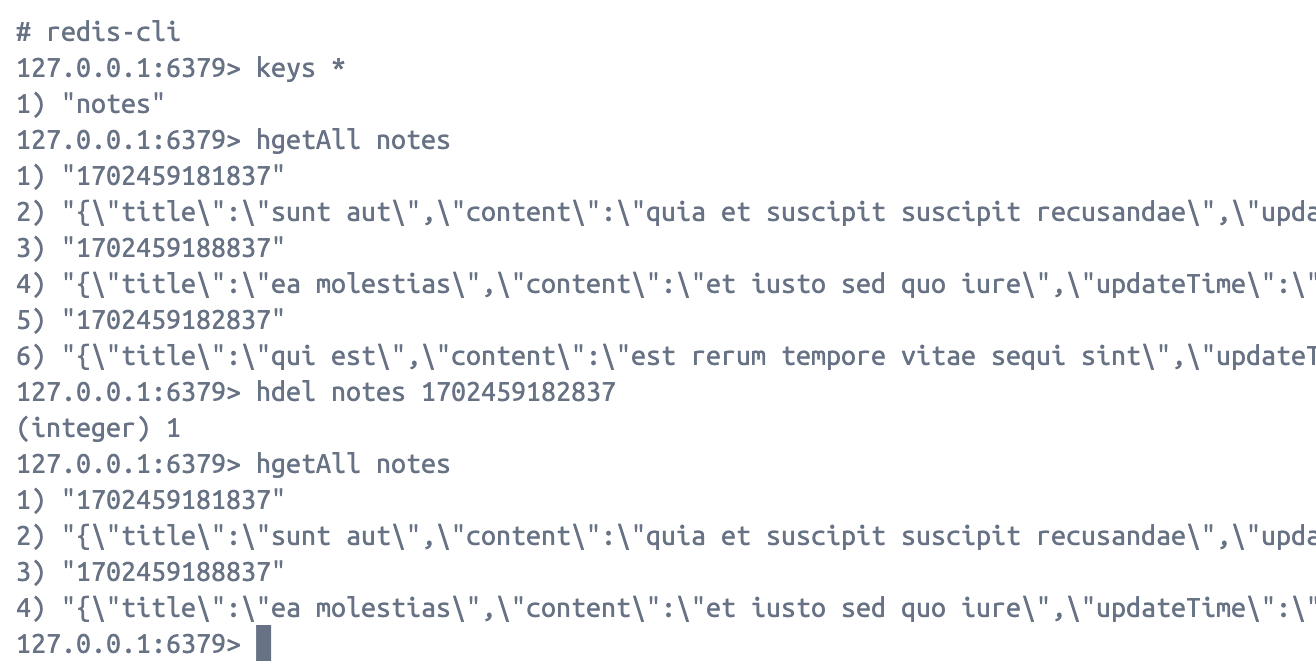 # redis-cli
127.0.0.1:6379> keys *
1) "notes"
127.0.0.1:6379> hgetAll notes
1) "1702459181837"
2) "{\"title\":\"sunt aut\",\"content\":\"quia et suscipit suscipit recusandae\",\"upda
3) "1702459188837"
4) "{\"title\":\"ea molestias\",\"content\":\"et iusto sed quo iure\",\"updateTime\":\"
5) "1702459182837"
6) "{\"title\":\"qui est\",\"content\":\"est rerum tempore vitae sequi sint\",\"updateT
127.0.0.1:6379> hdel notes 1702459182837
(integer) 1
127.0.0.1:6379> hgetAll notes
1) "1702459181837"
2) "{\"title\":\"sunt aut\",\"content\":\"quia et suscipit suscipit recusandae\",\"upda
3) "1702459188837"
4) "{\"title\":\"ea molestias\",\"content\":\"et iusto sed quo iure\",\"updateTime\":\"
127.0.0.1:6379>